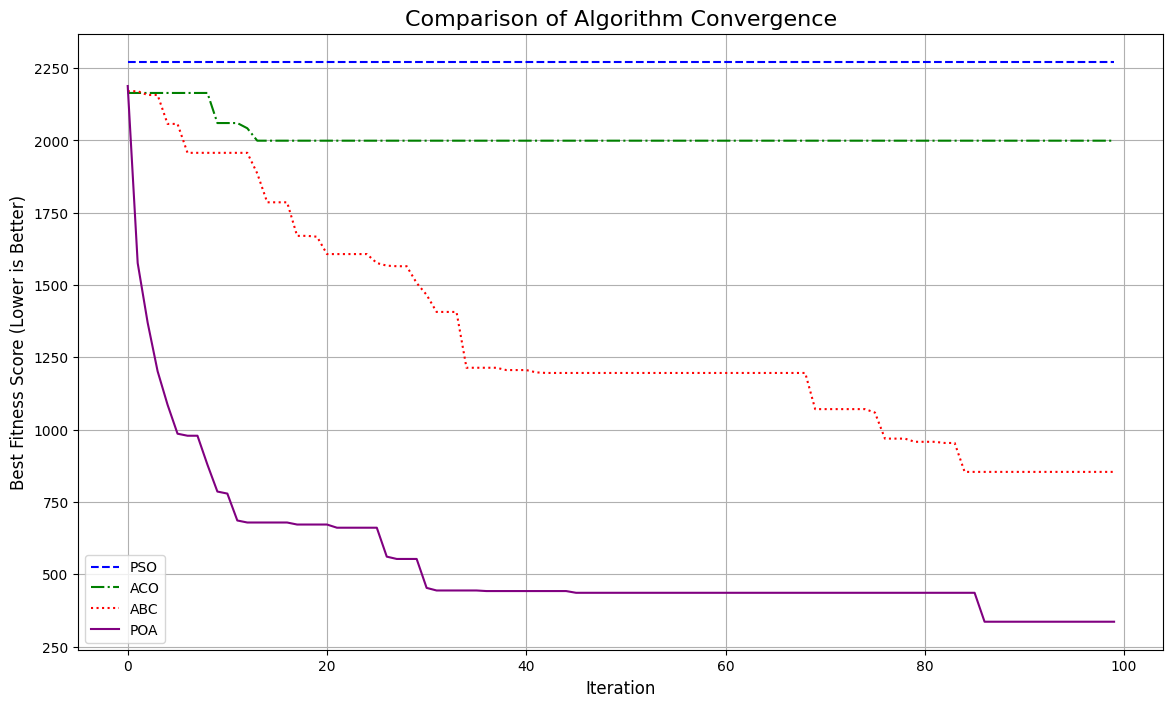 Comparison of Algorithm Convergence
Best Fitness Score (Lower is Better)
2250
2000
1750
1500
1250
1000
750
500
250
PSO
ACO
ABC
POA
0 20 40 60 80 100
Iteration